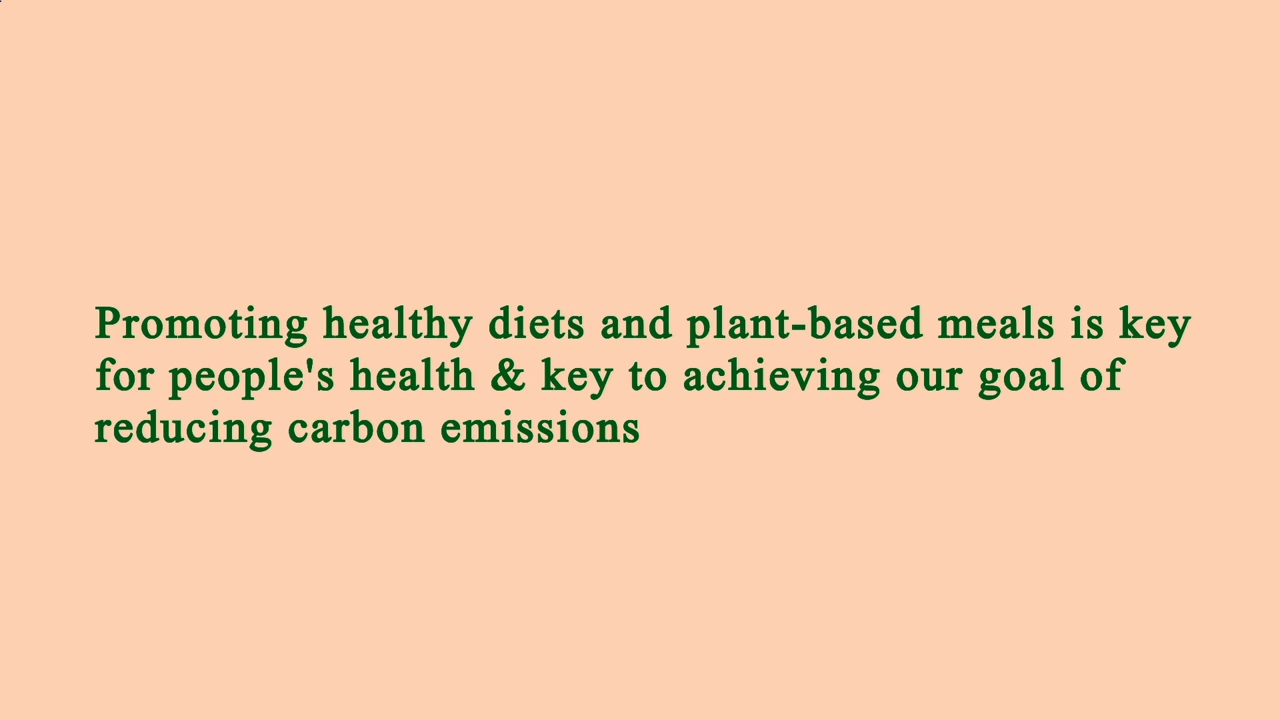 Promoting healthy diets and plant-based meals is key
for people's health & key to achieving our goal of
reducing carbon emissions